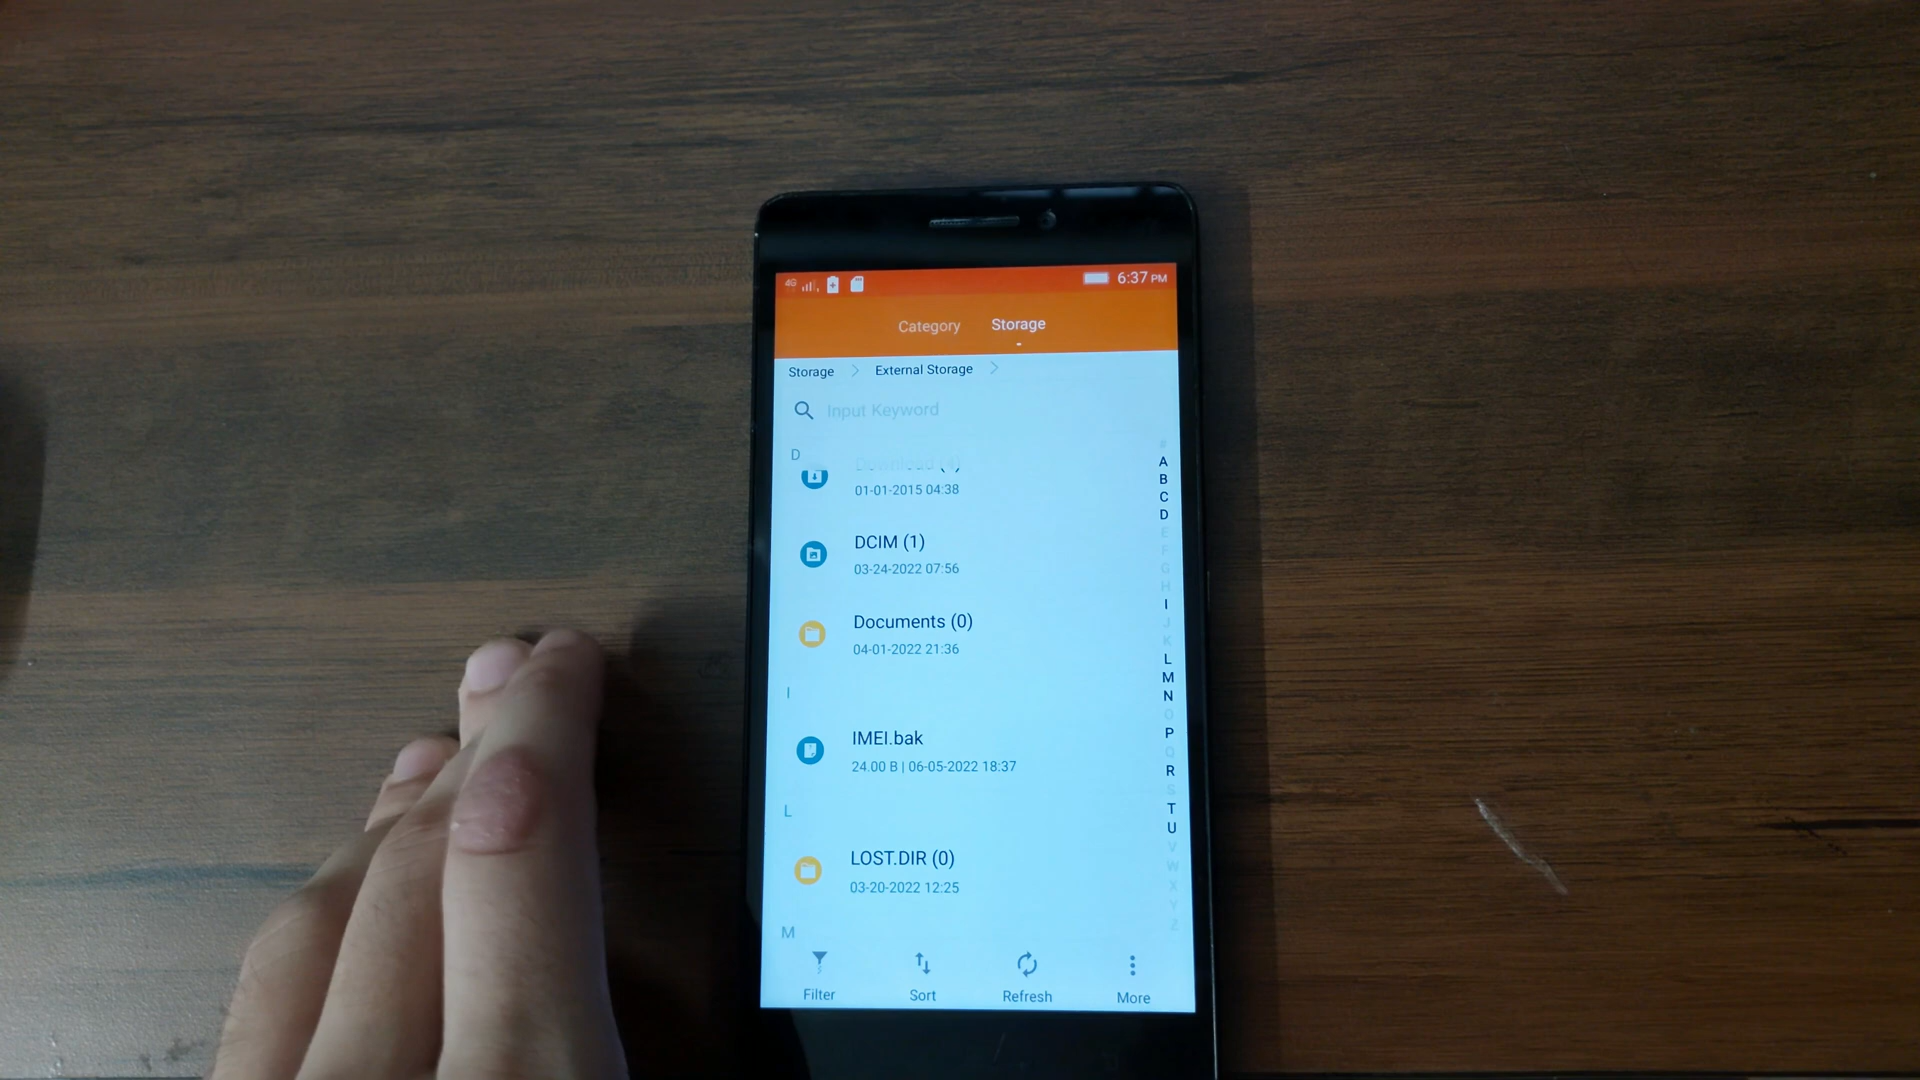 4G 6:37 PM
Category Storage
Storage External Storage
Input Keyword
D
Download (4)
01-01-2015 04:38
DCIM (1)
03-24-2022 07:56
Documents (0)
04-01-2022 21:36
I
IMEI.bak
24.00 B | 06-05-2022 18:37
L
LOST.DIR (0)
03-20-2022 12:25
M
Filter Sort Refresh More
#
A
B
C
D
E
F
G
H
I
J
K
L
M
N
O
P
Q
R
S
T
U
V
W
X
Y
Z